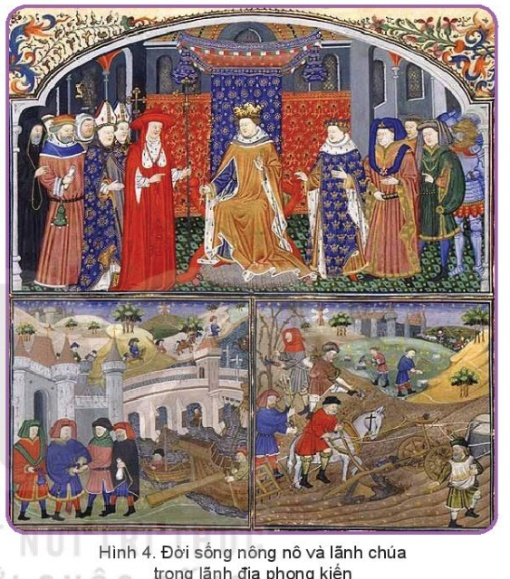 Hình 4. Đời sống nông nô và lãnh chúa
trong lãnh địa phong kiến